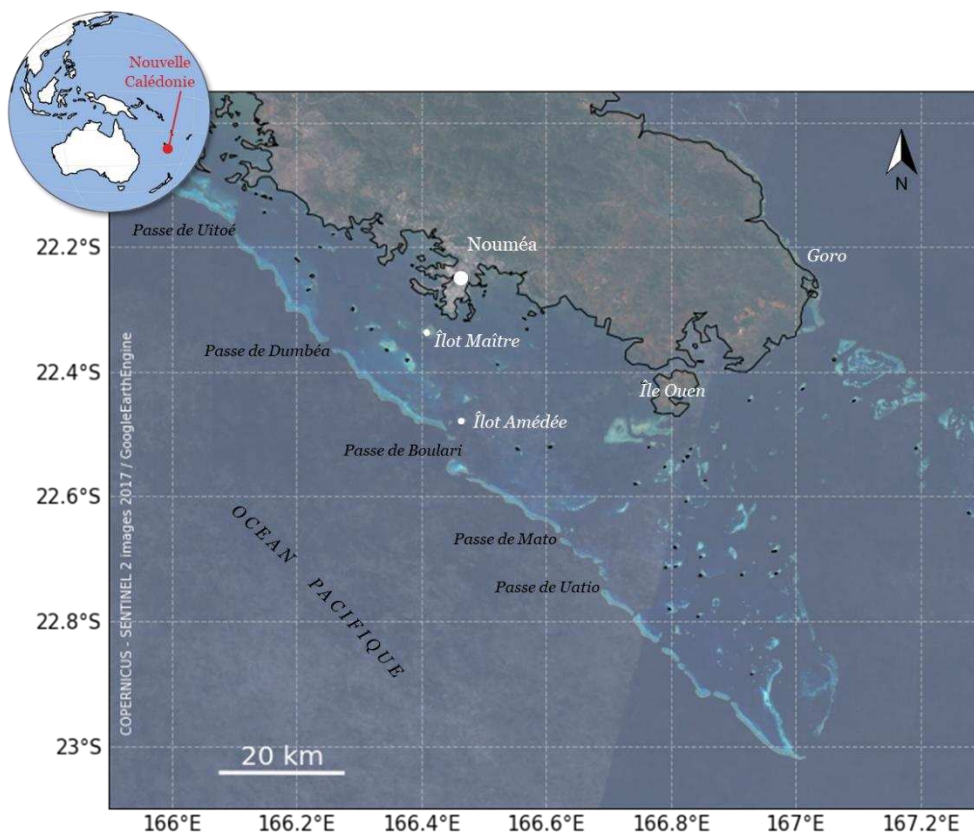 Nouvelle
Calédonie
N
Passe de Uitoé
22.2°S
Nouméa
Goro
Îlot Maître
Passe de Dumbéa
22.4°S
Île Ouen
Îlot Amédée
Passe de Boulari
22.6°S
OCEAN PACIFIQUE
Passe de Mato
Passe de Uatio
22.8°S
COPERNICUS - SENTINEL 2 images 2017 / GoogleEarthEngine
23°S
20 km
166°E 166.2°E 166.4°E 166.6°E 166.8°E 167°E 167.2°E